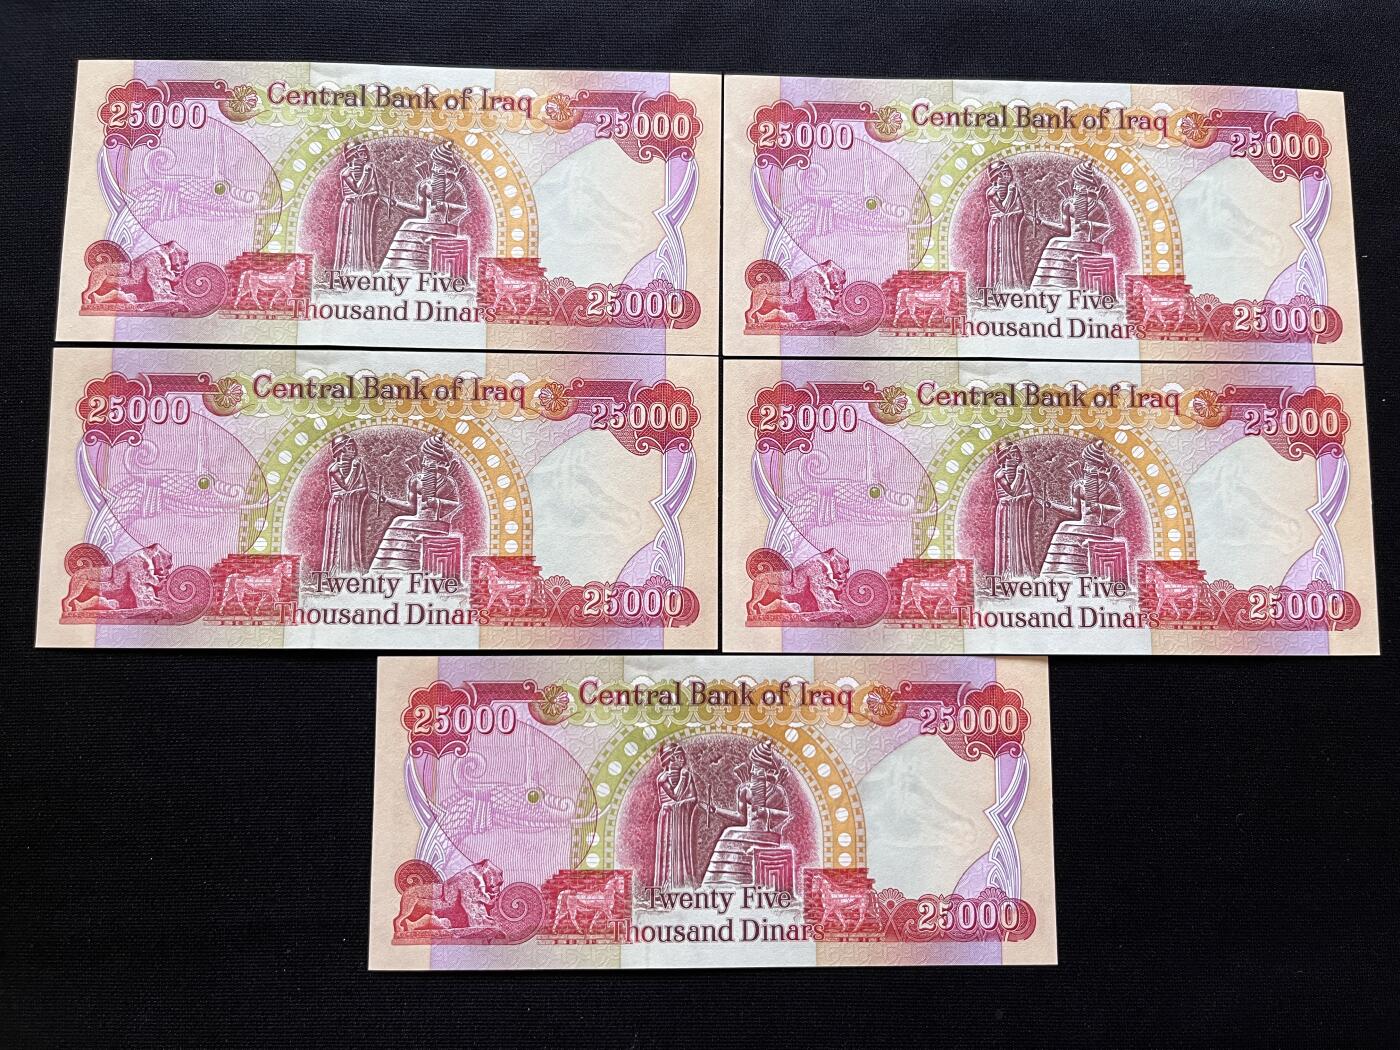 Central Bank of Iraq
25000
25000
Twenty Five
Thousand Dinars
25000
Central Bank of Iraq
25000
25000
Twenty Five
Thousand Dinars
25000
Central Bank of Iraq
25000
25000
Twenty Five
Thousand Dinars
25000
Central Bank of Iraq
25000
25000
Twenty Five
Thousand Dinars
25000
Central Bank of Iraq
25000
25000
Twenty Five
Thousand Dinars
25000